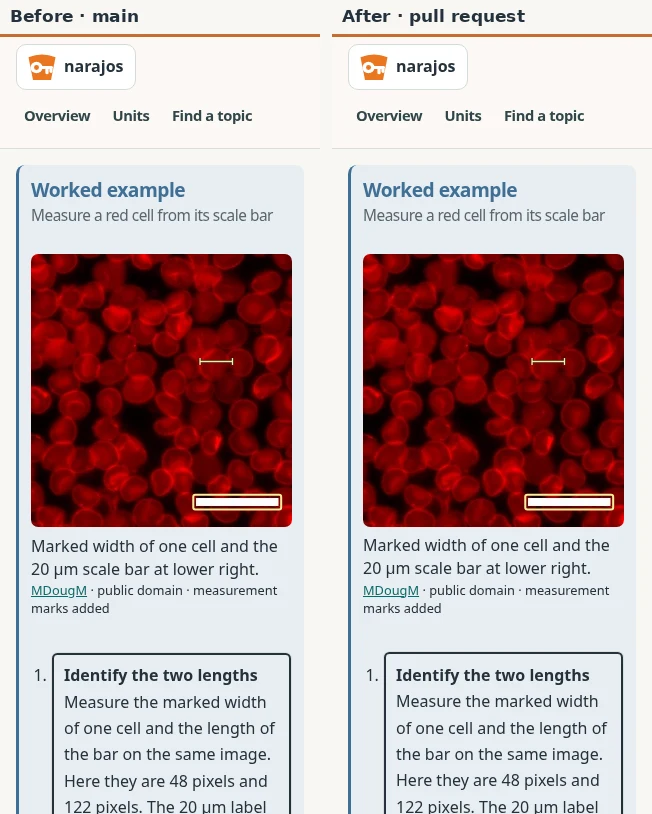 Before · main
narajos
Overview Units Find a topic
Worked example
Measure a red cell from its scale bar
Marked width of one cell and the
20 µm scale bar at lower right.
MDougM · public domain · measurement
marks added
1. Identify the two lengths
Measure the marked width
of one cell and the length of
the bar on the same image.
Here they are 48 pixels and
122 pixels. The 20 µm label
After · pull request
narajos
Overview Units Find a topic
Worked example
Measure a red cell from its scale bar
Marked width of one cell and the
20 µm scale bar at lower right.
MDougM · public domain · measurement
marks added
1. Identify the two lengths
Measure the marked width
of one cell and the length of
the bar on the same image.
Here they are 48 pixels and
122 pixels. The 20 µm label